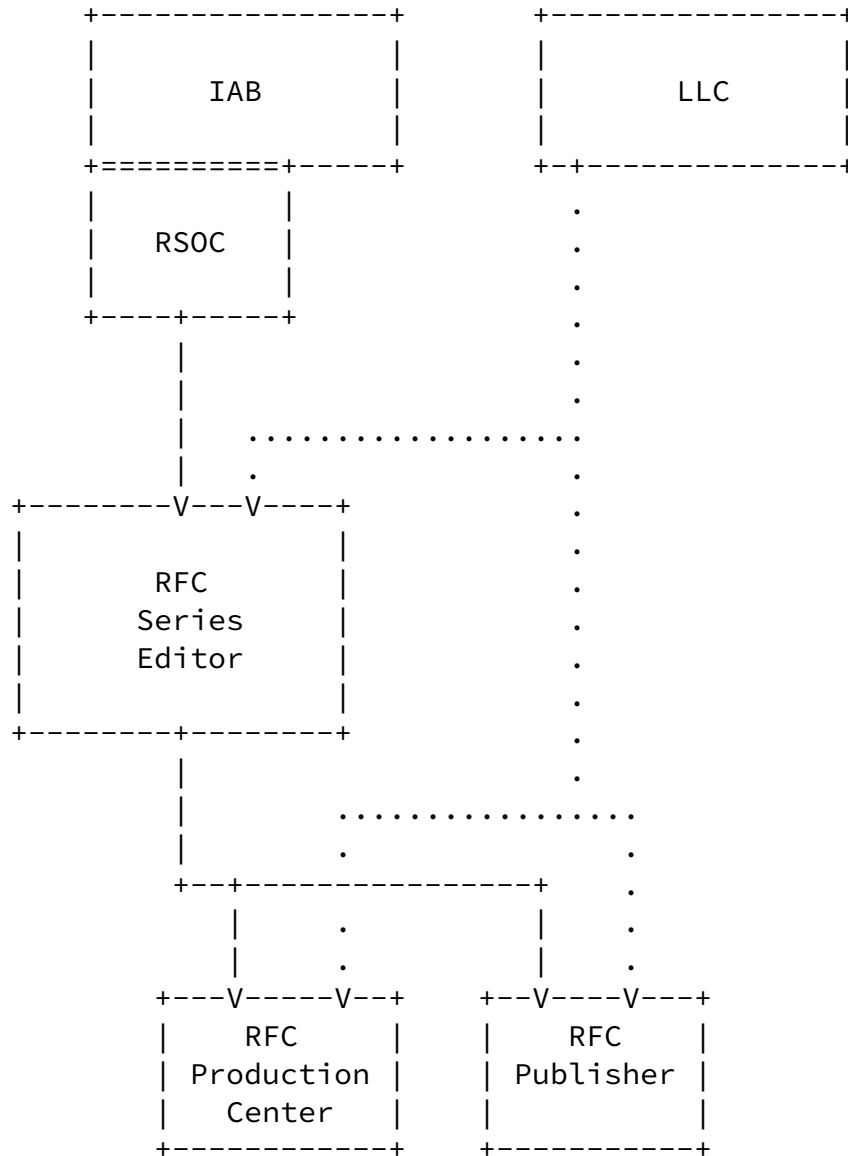 IAB
LLC
RSOC
RFC
Series
Editor
RFC
Production
Center
RFC
Publisher